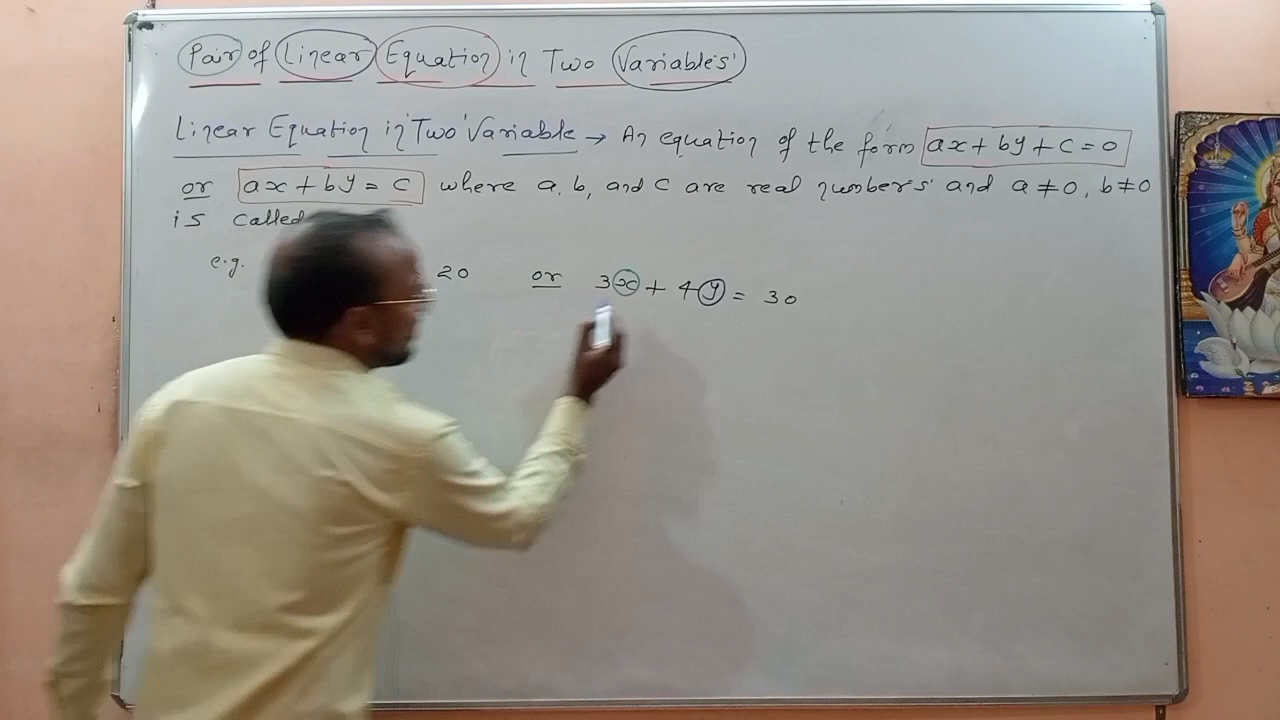 Pair of Linear Equation in Two Variables
Linear Equation in Two Variable → An equation of the form ax + by + c = 0
or ax + by = c where a, b, and c are real numbers and a ≠ 0, b ≠ 0
is called
e.g. 20 or 3x + 4y = 30